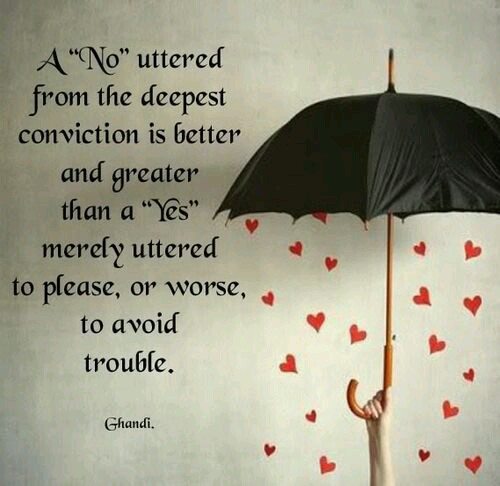 A “No” uttered
from the deepest
conviction is better
and greater
than a “Yes”
merely uttered
to please, or worse,
to avoid
trouble.
Ghandi.